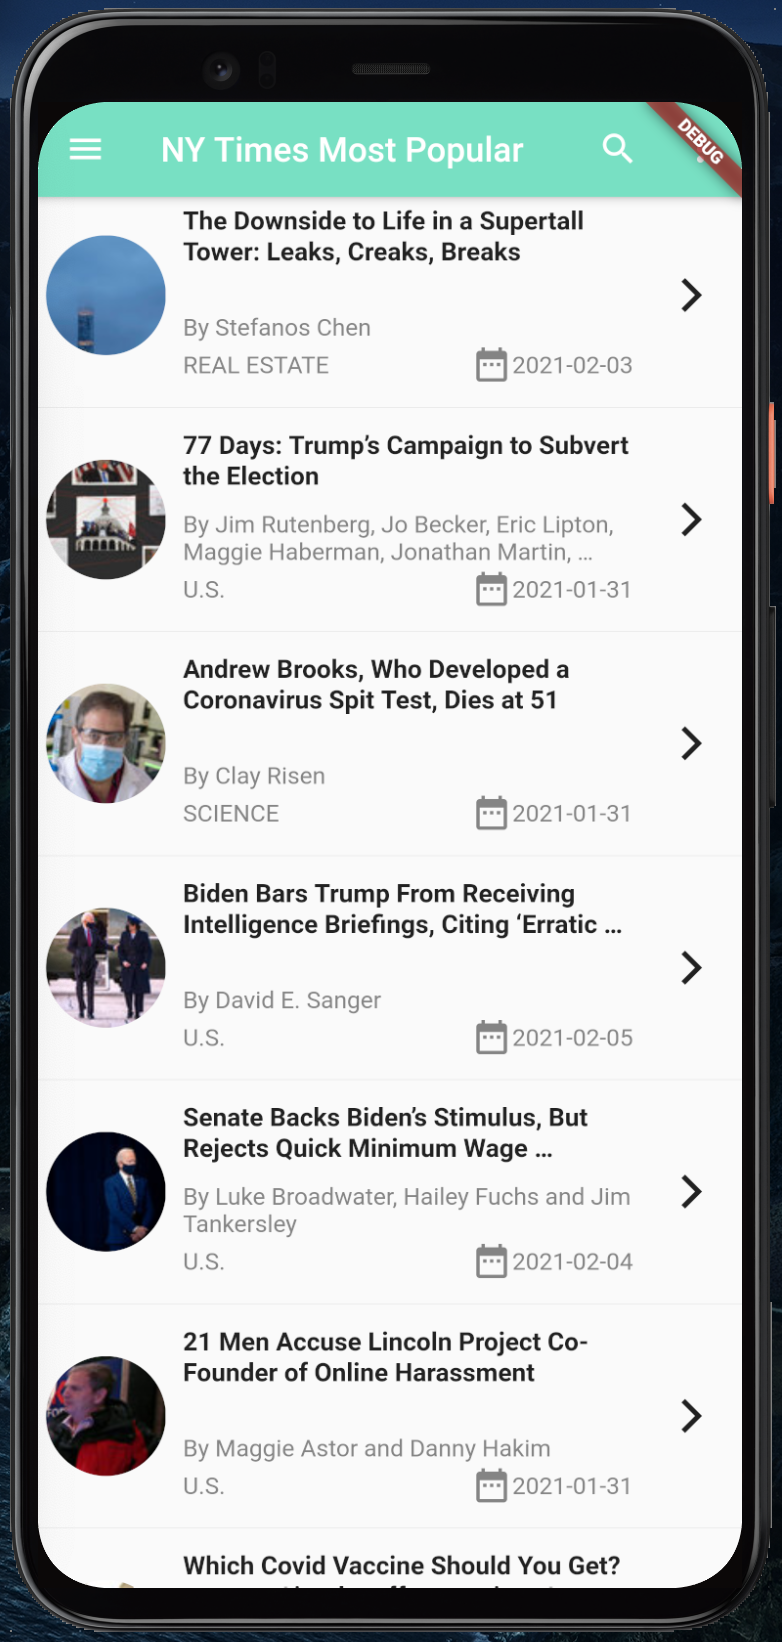 NY Times Most Popular
DEBUG
The Downside to Life in a Supertall
Tower: Leaks, Creaks, Breaks
By Stefanos Chen
REAL ESTATE
2021-02-03
77 Days: Trump’s Campaign to Subvert
the Election
By Jim Rutenberg, Jo Becker, Eric Lipton,
Maggie Haberman, Jonathan Martin, …
U.S.
2021-01-31
Andrew Brooks, Who Developed a
Coronavirus Spit Test, Dies at 51
By Clay Risen
SCIENCE
2021-01-31
Biden Bars Trump From Receiving
Intelligence Briefings, Citing ‘Erratic …
By David E. Sanger
U.S.
2021-02-05
Senate Backs Biden’s Stimulus, But
Rejects Quick Minimum Wage …
By Luke Broadwater, Hailey Fuchs and Jim
Tankersley
U.S.
2021-02-04
21 Men Accuse Lincoln Project Co-
Founder of Online Harassment
By Maggie Astor and Danny Hakim
U.S.
2021-01-31
Which Covid Vaccine Should You Get?